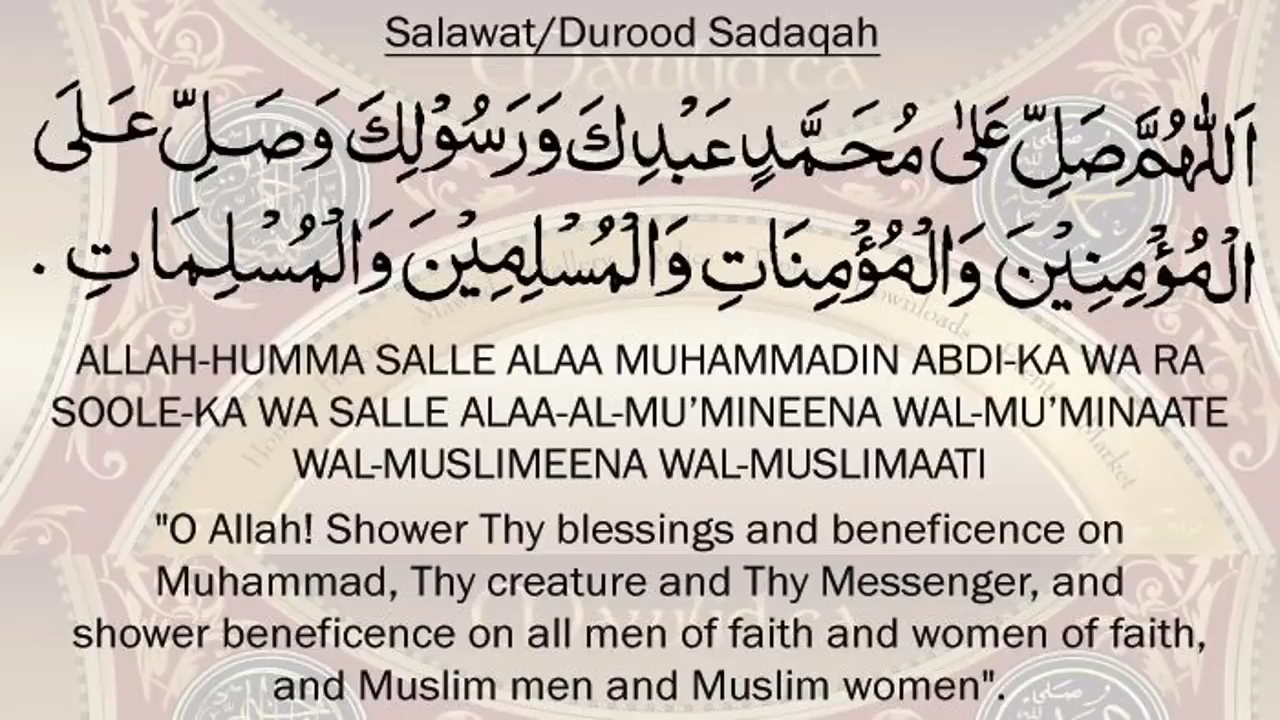 Salawat/Durood Sadaqah
اَللّٰهُمَّ صَلِّ عَلٰى مُحَمَّدٍ عَبْدِكَ وَرَسُوْلِكَ وَصَلِّ عَلَى
الْمُؤْمِنِيْنَ وَالْمُؤْمِنَاتِ وَالْمُسْلِمِيْنَ وَالْمُسْلِمَاتِ .
ALLAH-HUMMA SALLE ALAA MUHAMMADIN ABDI-KA WA RA
SOOLE-KA WA SALLE ALAA-AL-MU’MINEENA WAL-MU’MINAATE
WAL-MUSLIMEENA WAL-MUSLIMAATI
"O Allah! Shower Thy blessings and beneficence on
Muhammad, Thy creature and Thy Messenger, and
shower beneficence on all men of faith and women of faith,
and Muslim men and Muslim women".